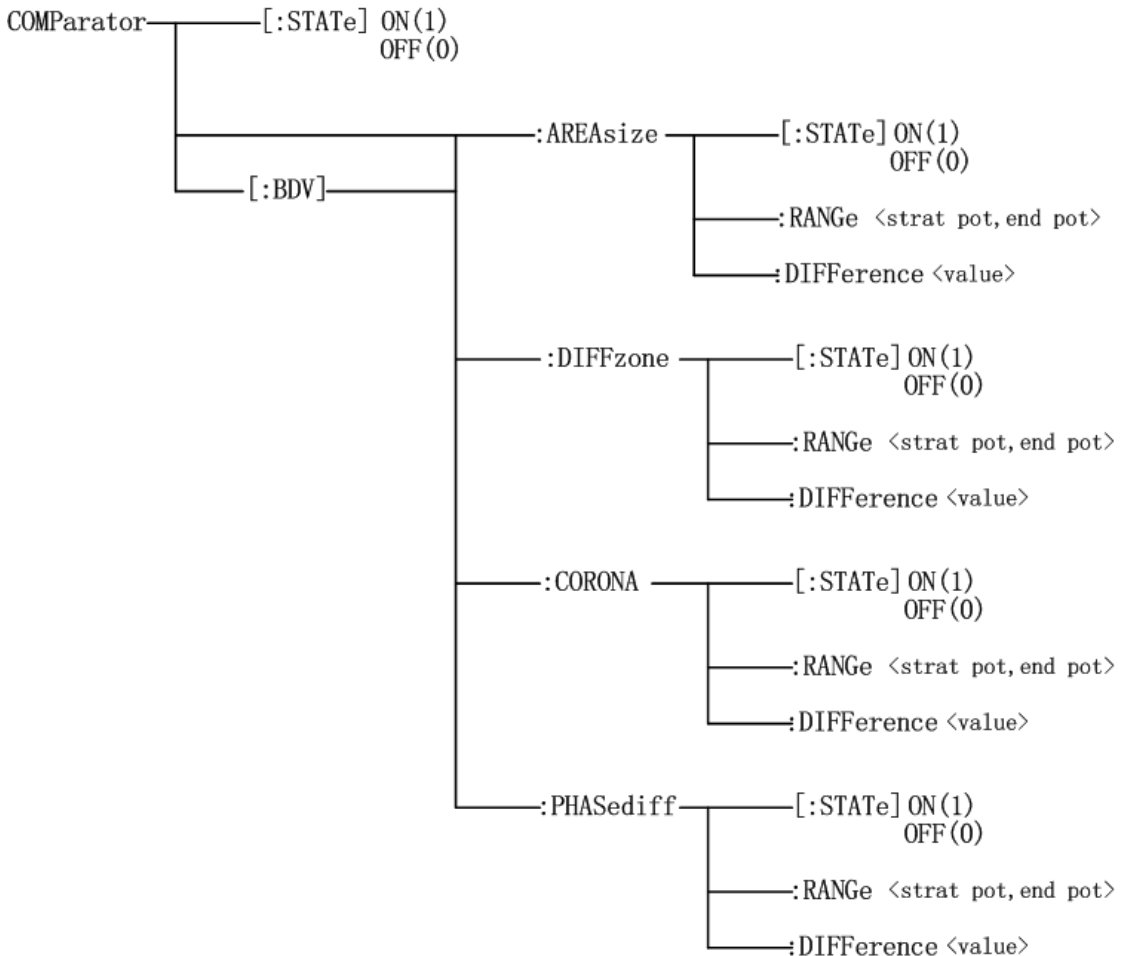 COMParator [:STATe] ON(1)
OFF(0)
:AREAsize [:STATe] ON(1)
OFF(0)
[:BDV]
:RANGe <strat pot, end pot>
:DIFFerence <value>
:DIFFzone [:STATe] ON(1)
OFF(0)
:RANGe <strat pot, end pot>
:DIFFerence <value>
:CORONA [:STATe] ON(1)
OFF(0)
:RANGe <strat pot, end pot>
:DIFFerence <value>
:PHASediff [:STATe] ON(1)
OFF(0)
:RANGe <strat pot, end pot>
:DIFFerence <value>